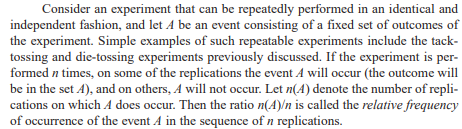 Consider an experiment that can be repeatedly performed in an identical and
independent fashion, and let A be an event consisting of a fixed set of outcomes of
the experiment. Simple examples of such repeatable experiments include the tack-
tossing and die-tossing experiments previously discussed. If the experiment is per-
formed n times, on some of the replications the event A will occur (the outcome will
be in the set A), and on others, A will not occur. Let n(A) denote the number of repli-
cations on which A does occur. Then the ratio n(A)/n is called the relative frequency
of occurrence of the event A in the sequence of n replications.